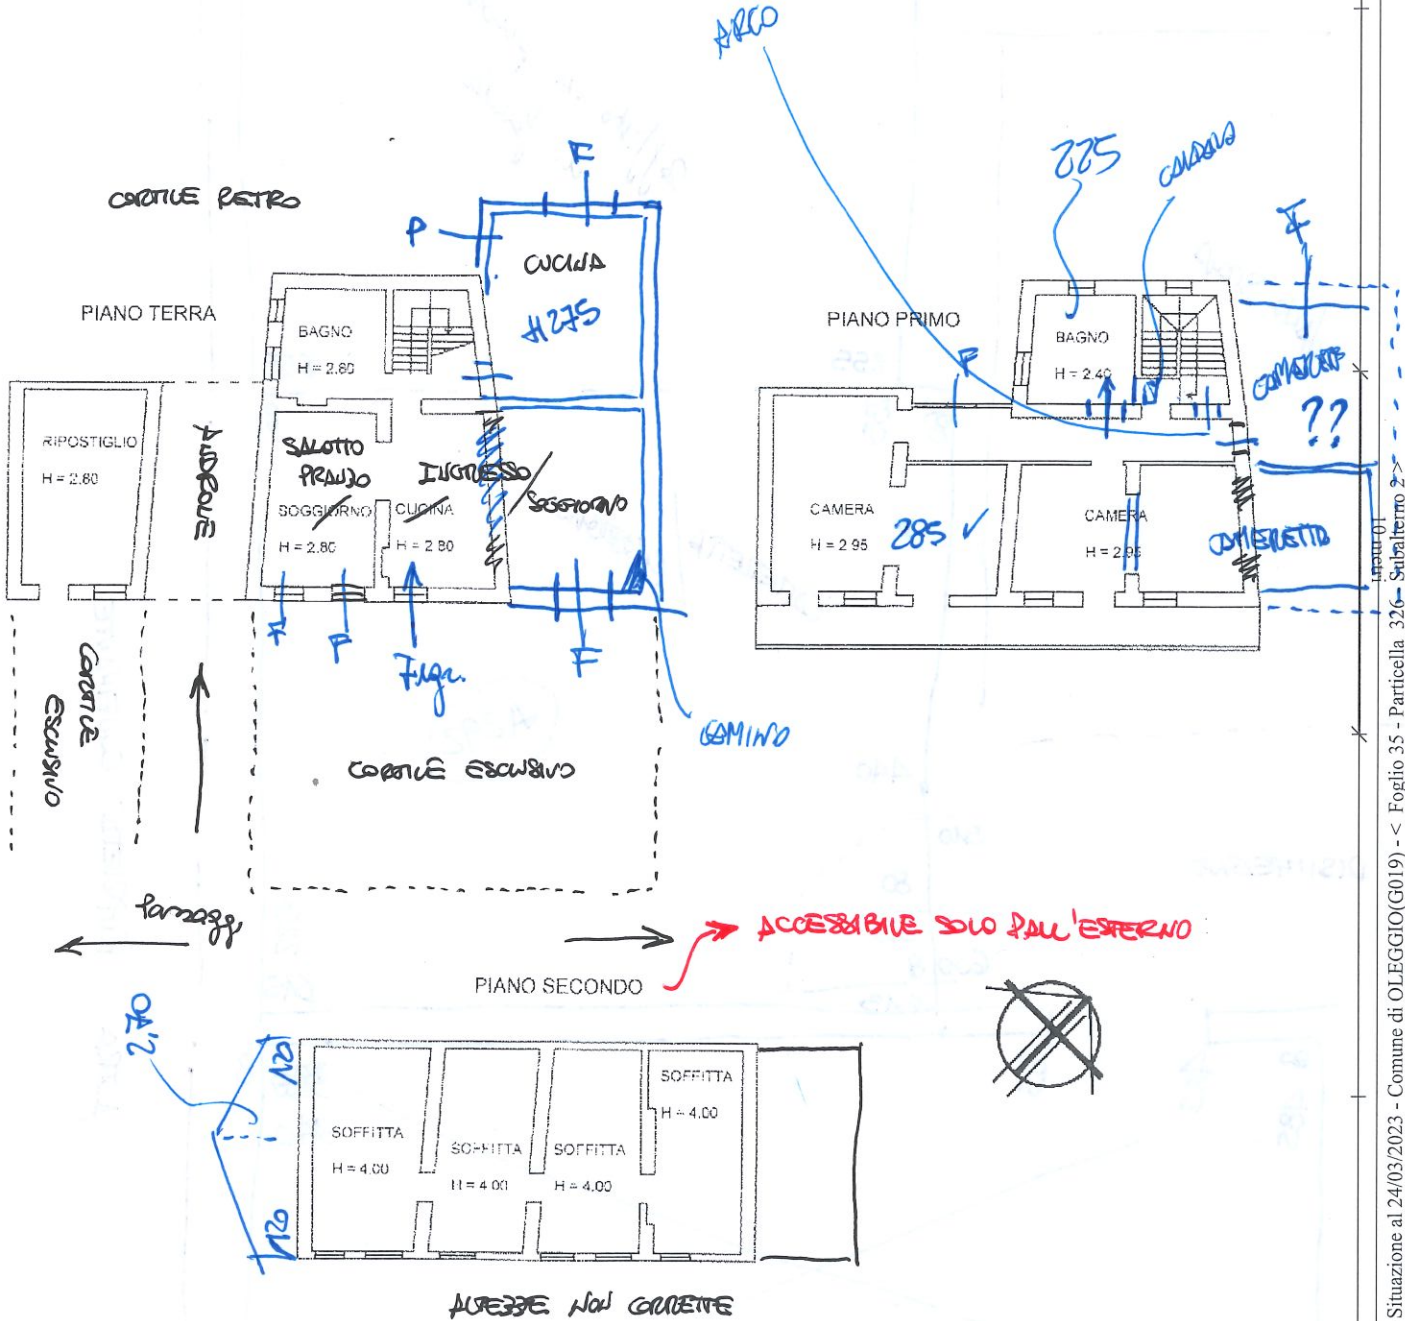 ARCO
225
F
CORTILE RETRO
F
P
CUCINA
H 275
PIANO TERRA
BAGNO
H = 2.80
RIPOSTIGLIO
H = 2.80
ANDRONE
SALOTTO
PRANZO
INGRESSO
SOGGIORNO
SOGGIORNO
CUCINA
H = 2.80
H = 2.80
F
CAMINO
CORTILE
ESCLUSIVO
CORTILE ESCLUSIVO
PIANO PRIMO
F
BAGNO
H = 2.40
CAMERETTA
??
CAMERA
H = 2.95
285 ✓
CAMERA
H = 2.95
CAMERETTA
ACCESSIBILE SOLO DALL'ESTERNO
PIANO SECONDO
120
120
SOFFITTA
H = 4.00
SOFFITTA
H = 4.00
SOFFITTA
H = 4.00
SOFFITTA
H = 4.00
ALTEZZE NON CORRETTE
Situazione al 24/03/2023 - Comune di OLEGGIO(G019) - < Foglio 35 - Particella 326 - Subalterno 2 >